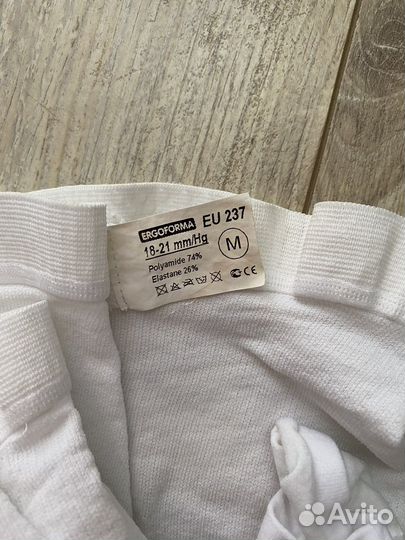 ERGOFORMA EU 237
18-21 mm/Hg
Polyamide 74%
Elastane 26%
M
CE
Avito